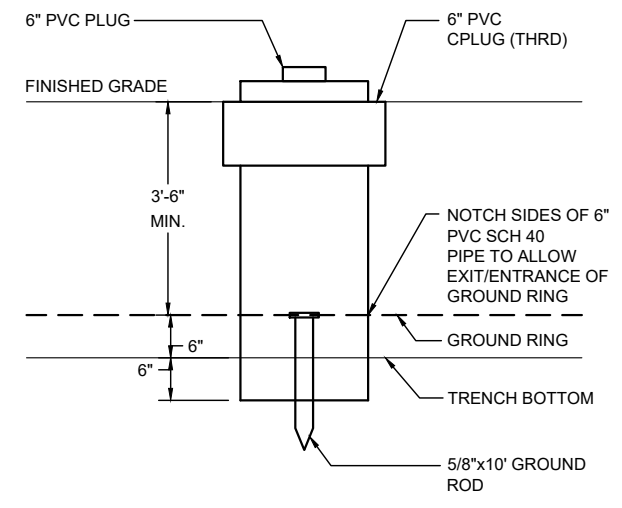 6" PVC PLUG
6" PVC
CPLUG (THRD)
FINISHED GRADE
3'-6"
MIN.
NOTCH SIDES OF 6"
PVC SCH 40
PIPE TO ALLOW
EXIT/ENTRANCE OF
GROUND RING
GROUND RING
6"
6"
TRENCH BOTTOM
5/8"x10' GROUND
ROD